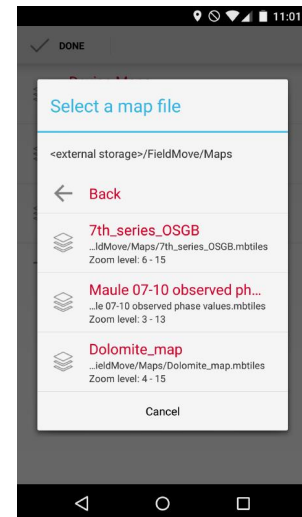 11:01
DONE
Select a map file
<external storage>/FieldMove/Maps
Back
7th_series_OSGB
...ldMove/Maps/7th_series_OSGB.mbtiles
Zoom level: 6 - 15
Maule 07-10 observed ph...
...le 07-10 observed phase values.mbtiles
Zoom level: 3 - 13
Dolomite_map
...ieldMove/Maps/Dolomite_map.mbtiles
Zoom level: 4 - 15
Cancel